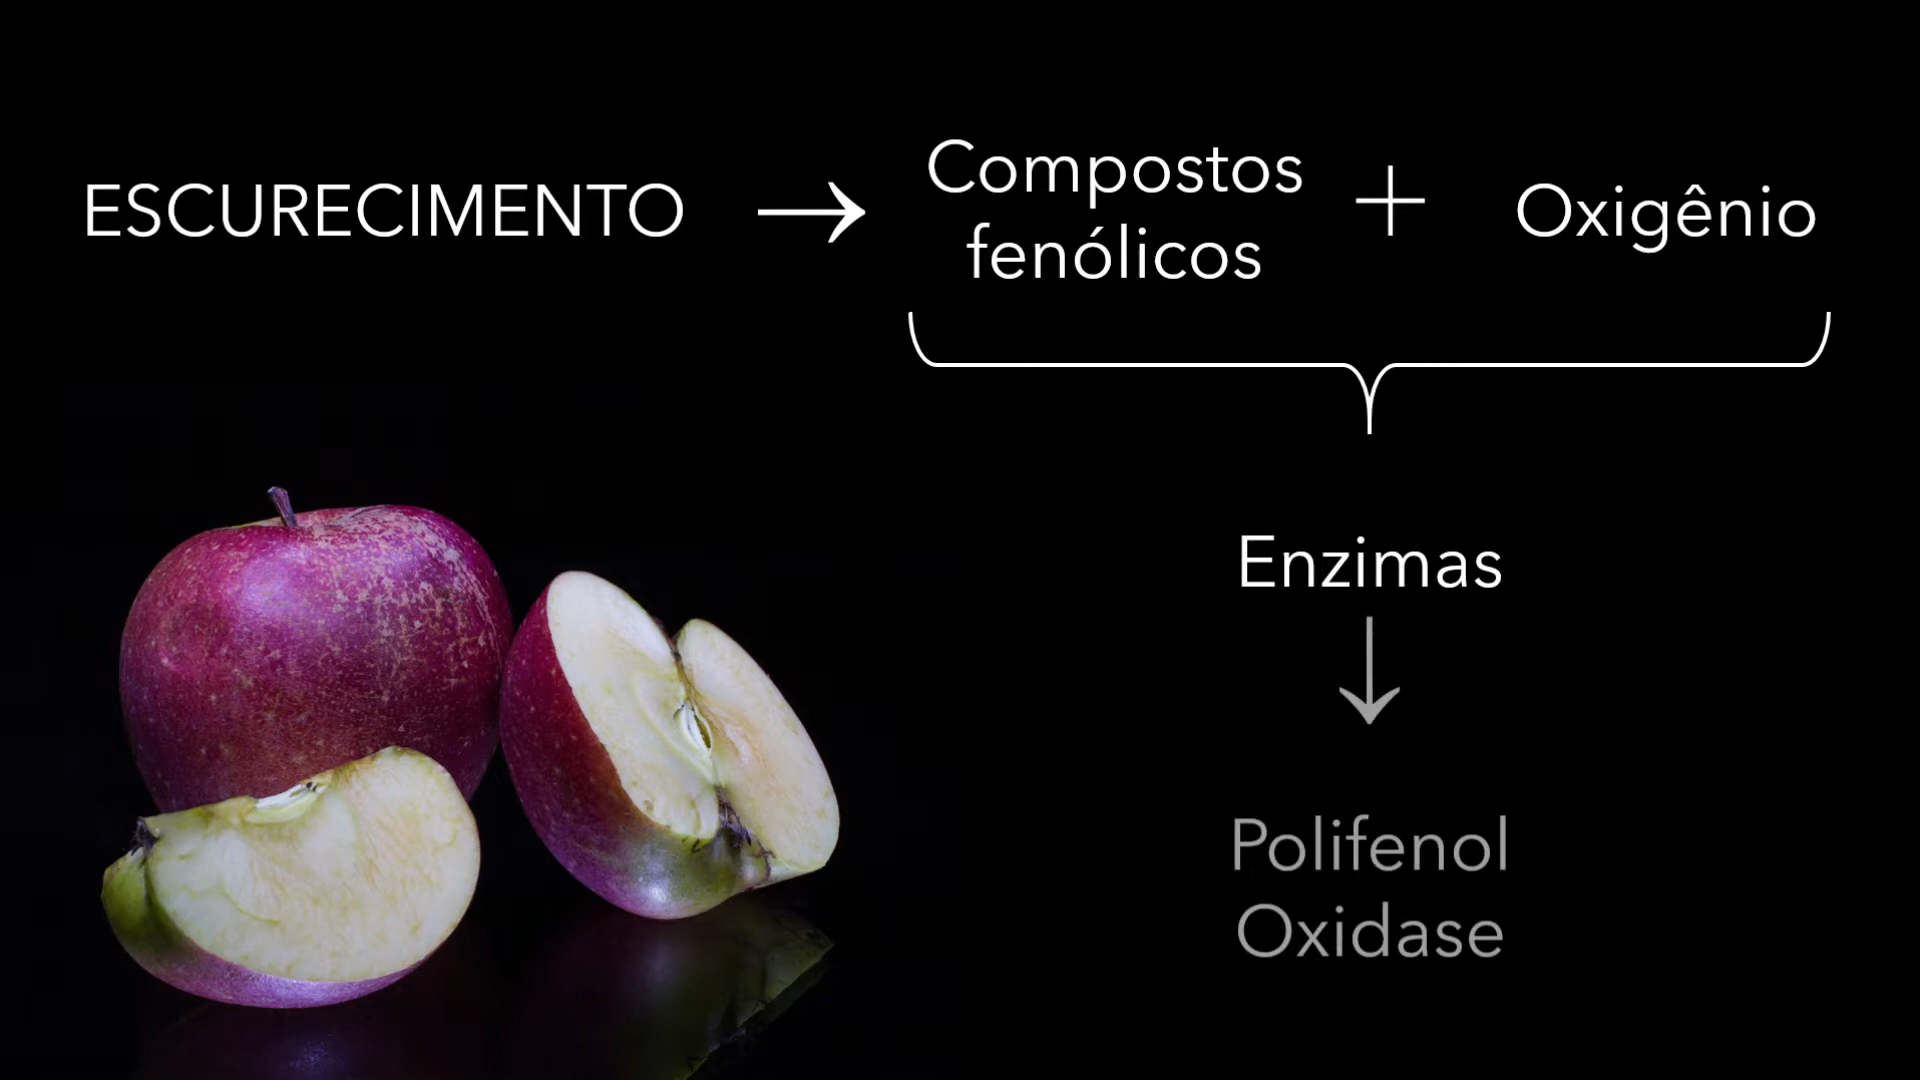 ESCURECIMENTO → Compostos fenólicos + Oxigênio
Enzimas
↓
Polifenol
Oxidase